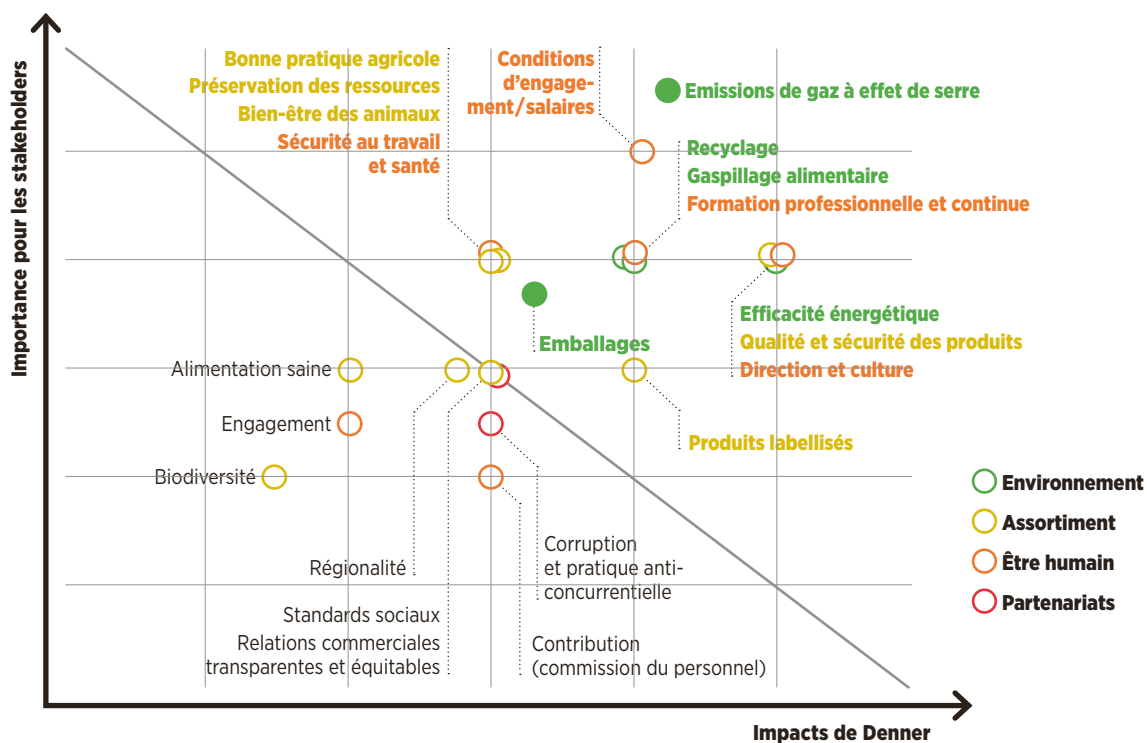 Importance pour les stakeholders
Bonne pratique agricole
Préservation des ressources
Bien-être des animaux
Sécurité au travail
et santé
Conditions
d'engage-
ment/salaires
Emissions de gaz à effet de serre
Recyclage
Gaspillage alimentaire
Formation professionnelle et continue
Efficacité énergétique
Qualité et sécurité des produits
Direction et culture
Emballages
Alimentation saine
Engagement
Biodiversité
Produits labellisés
Régionalité
Standards sociaux
Relations commerciales
transparentes et équitables
Corruption
et pratique anti-
concurrentielle
Contribution
(commission du personnel)
Environnement
Assortiment
Être humain
Partenariats
Impacts de Denner